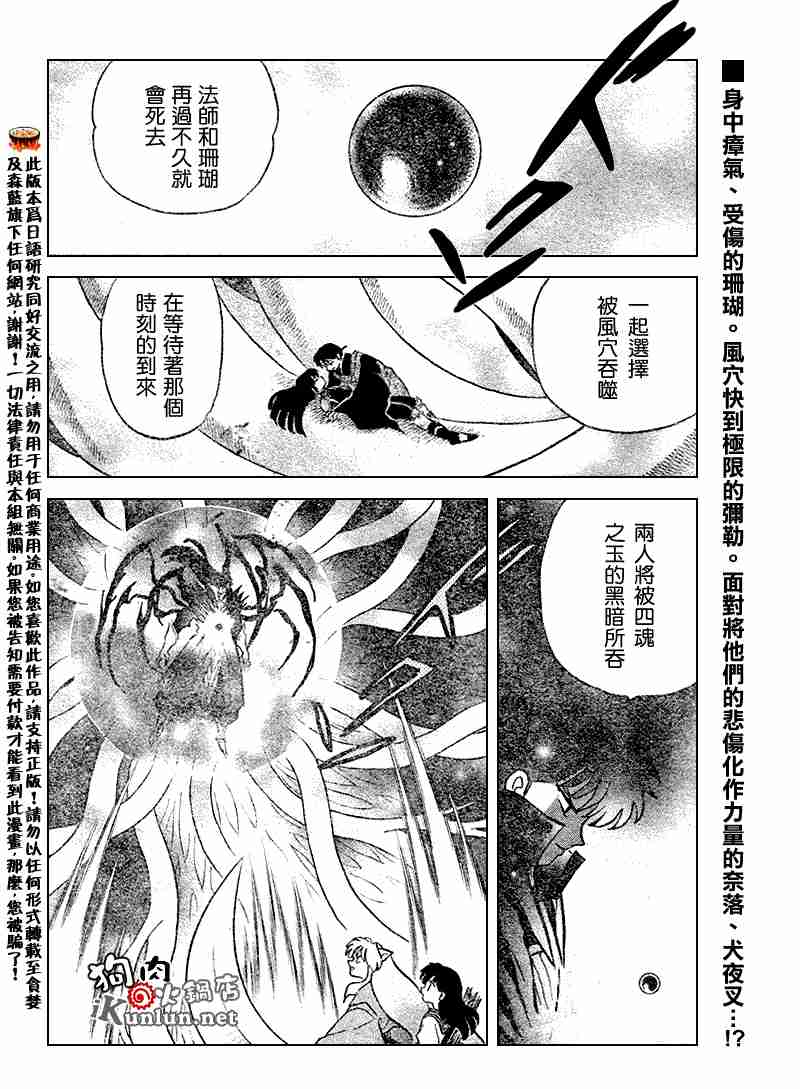 ■身中瘴氣、受傷的珊瑚。風穴快到極限的彌勒。面對將他們的悲傷化作力量的奈落、犬夜叉…!?
法師和珊瑚
再過不久就
會死去
一起選擇
被風穴吞噬
在等待著那個
時刻的到來
兩人將被四魂
之玉的黑暗所吞
狗肉火鍋店
iKunlun.net
此版本爲日語研究同好交流之用，請勿用于任何商業用途。如您喜歡此作品，請支持正版！請勿以任何形式轉載至貪婪
及森藍旗下任何網站，謝謝！一切法律責任與本組無關。如果您被告知需要付款才能看到此漫畫，那麽，您被騙了！